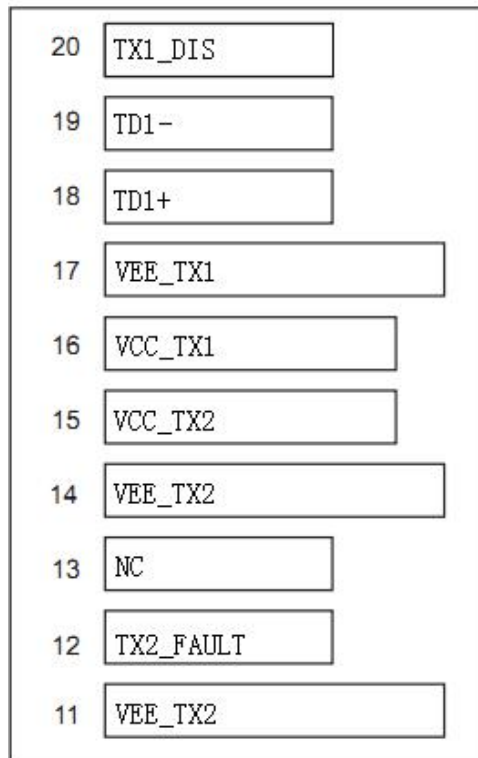 20 TX1_DIS
19 TD1-
18 TD1+
17 VEE_TX1
16 VCC_TX1
15 VCC_TX2
14 VEE_TX2
13 NC
12 TX2_FAULT
11 VEE_TX2